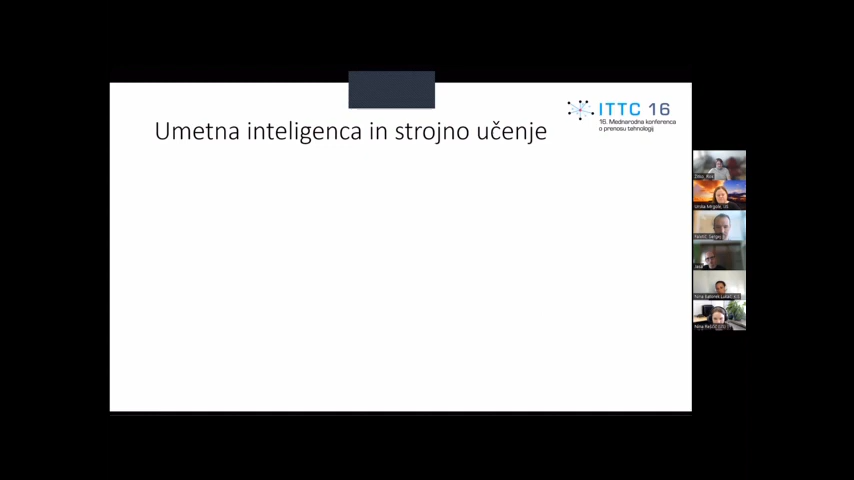 Umetna inteligenca in strojno učenje
ITTC 16
16. Mednarodna konferenca
o prenosu tehnologij